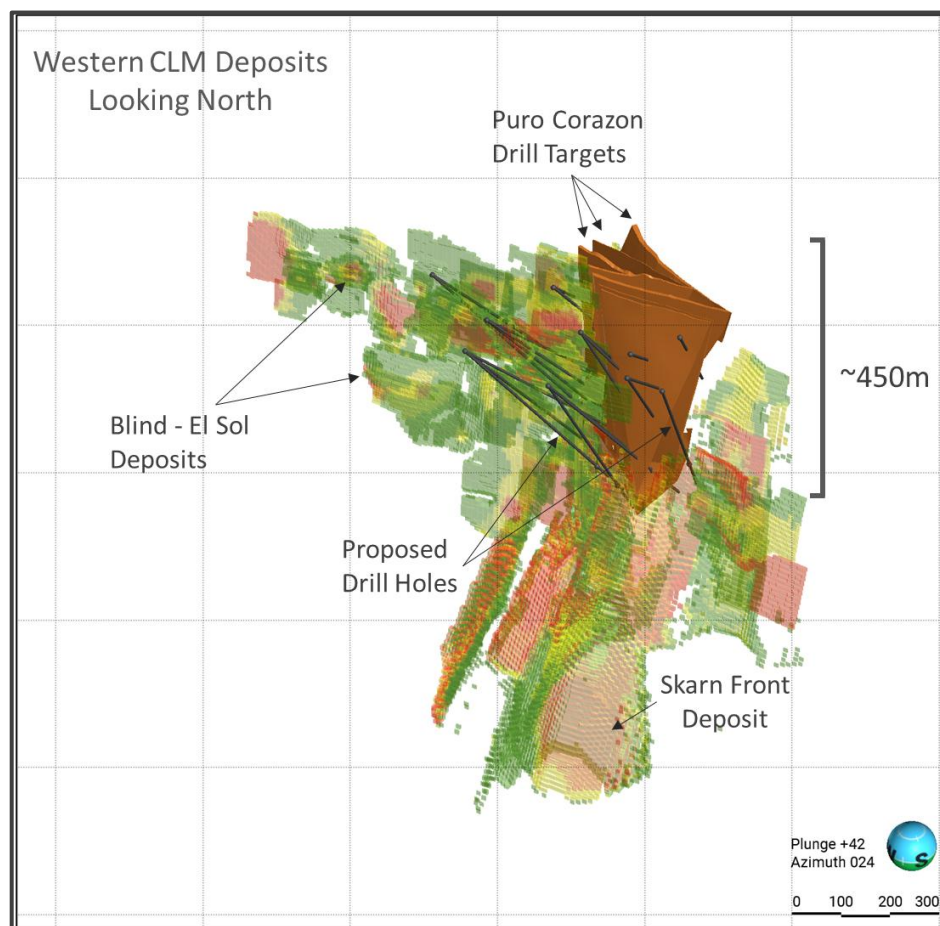 Western CLM Deposits
Looking North
Puro Corazon
Drill Targets
~450m
Blind - El Sol
Deposits
Proposed
Drill Holes
Skarn Front
Deposit
Plunge +42
Azimuth 024
S
0 100 200 300